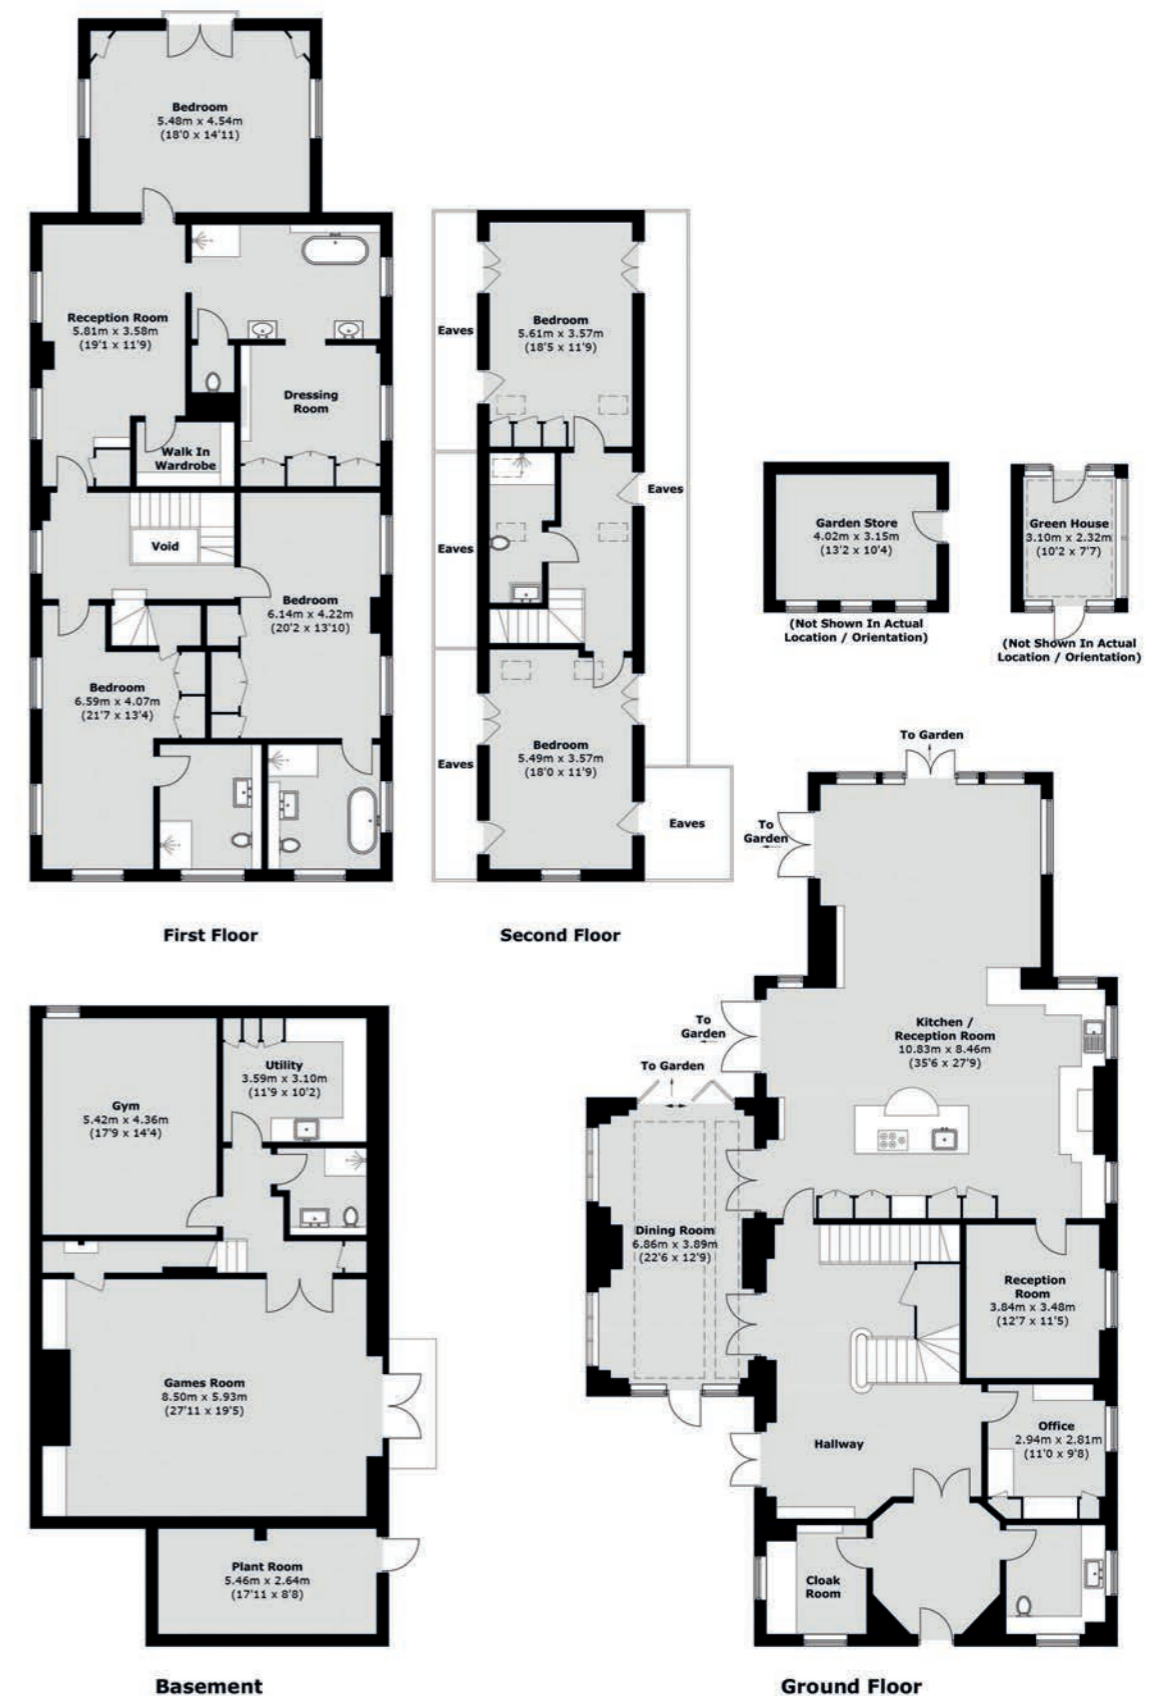 Bedroom
5.48m x 4.54m
(18'0 x 14'11)
Reception Room
5.81m x 3.58m
(19'1 x 11'9)
Dressing
Room
Walk In
Wardrobe
Void
Bedroom
6.14m x 4.22m
(20'2 x 13'10)
Bedroom
6.59m x 4.07m
(21'7 x 13'4)
First Floor
Eaves
Bedroom
5.61m x 3.57m
(18'5 x 11'9)
Eaves
Eaves
Bedroom
5.49m x 3.57m
(18'0 x 11'9)
Eaves
Eaves
Second Floor
Garden Store
4.02m x 3.15m
(13'2 x 10'4)
(Not Shown In Actual
Location / Orientation)
Green House
3.10m x 2.32m
(10'2 x 7'7)
(Not Shown In Actual
Location / Orientation)
Gym
5.42m x 4.36m
(17'9 x 14'4)
Utility
3.59m x 3.10m
(11'9 x 10'2)
Games Room
8.50m x 5.93m
(27'11 x 19'5)
Plant Room
5.46m x 2.64m
(17'11 x 8'8)
Basement
To Garden
To
Garden
To
Garden
To Garden
Kitchen /
Reception Room
10.83m x 8.46m
(35'6 x 27'9)
Dining Room
6.86m x 3.89m
(22'6 x 12'9)
Reception
Room
3.84m x 3.48m
(12'7 x 11'5)
Office
2.94m x 2.81m
(11'0 x 9'8)
Hallway
Cloak
Room
Ground Floor